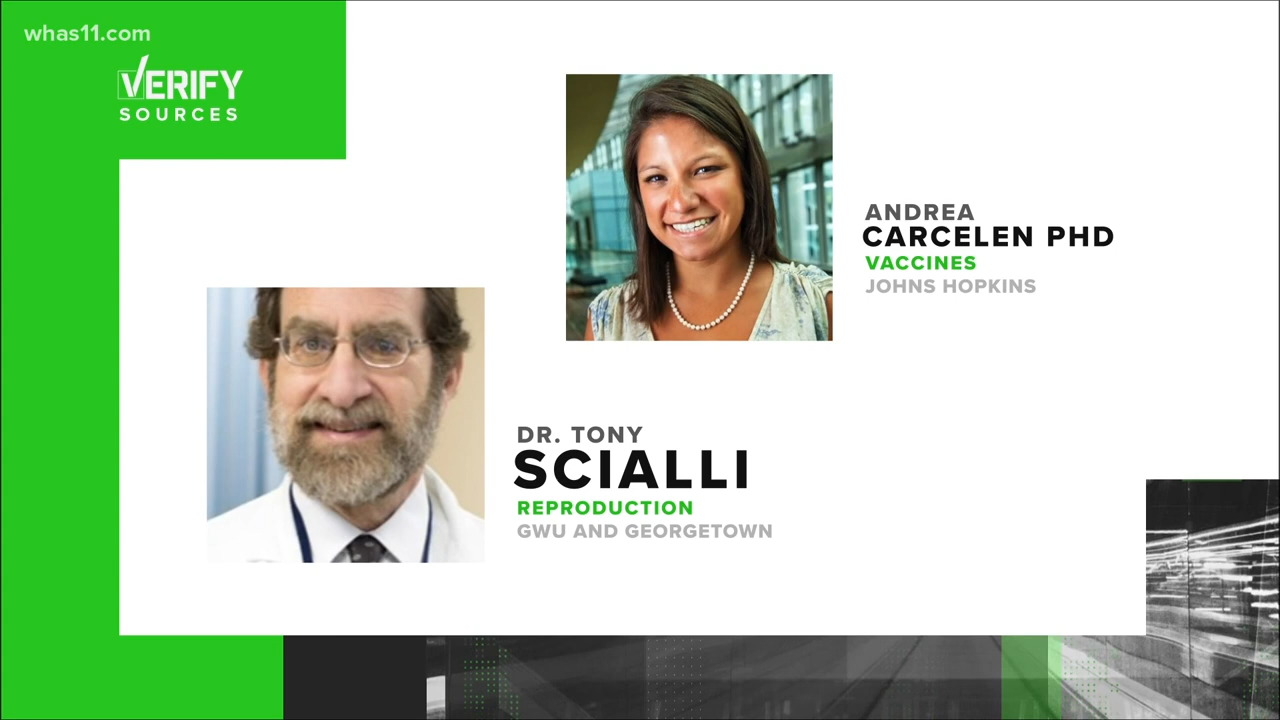 whas11.com
VERIFY
SOURCES
ANDREA
CARCELEN PHD
VACCINES
JOHNS HOPKINS
DR. TONY
SCIALLI
REPRODUCTION
GWU AND GEORGETOWN